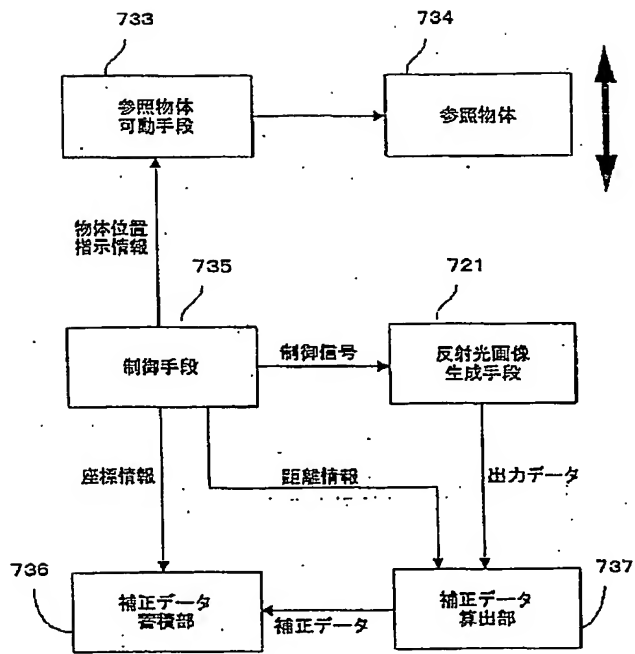 733
734
参照物体
可動手段
参照物体
物体位置
指示情報
735
721
制御手段
制御信号
反射光画像
生成手段
座標情報
距離情報
出力データ
736
737
補正データ
蓄積部
補正データ
補正データ
算出部